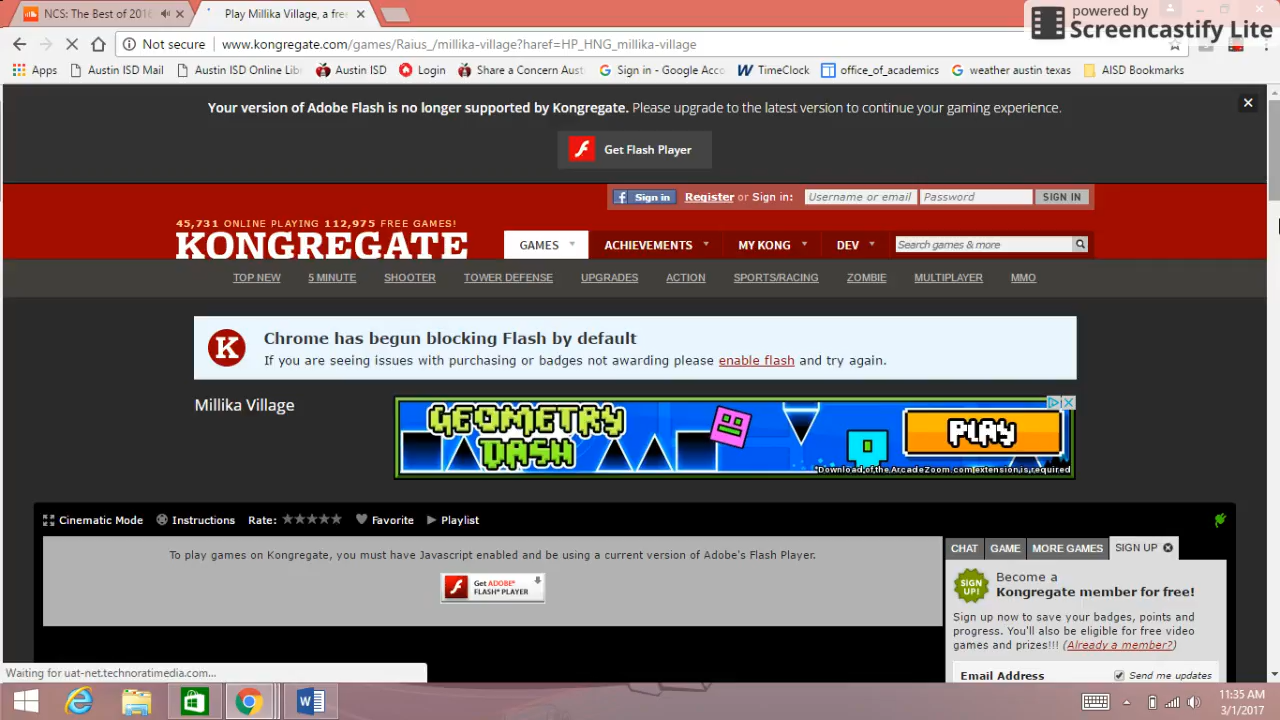 powered by
Screencastify Lite
NCS: The Best of 2016
Play Millika Village, a free
Not secure
www.kongregate.com/games/Raius_/millika-village?haref=HP_HNG_millika-village
Apps
Austin ISD Mail
Austin ISD Online Lib
Austin ISD
Login
Share a Concern Aust
Sign in - Google Acco
TimeClock
office_of_academics
weather austin texas
AISD Bookmarks
Your version of Adobe Flash is no longer supported by Kongregate. Please upgrade to the latest version to continue your gaming experience.
Get Flash Player
f Sign in
Register or Sign in:
Username or email
Password
SIGN IN
45,731 ONLINE PLAYING 112,975 FREE GAMES!
KONGREGATE
GAMES
ACHIEVEMENTS
MY KONG
DEV
Search games & more
TOP NEW
5 MINUTE
SHOOTER
TOWER DEFENSE
UPGRADES
ACTION
SPORTS/RACING
ZOMBIE
MULTIPLAYER
MMO
K
Chrome has begun blocking Flash by default
If you are seeing issues with purchasing or badges not awarding please enable flash and try again.
Millika Village
GEOMETRY
DASH
PLAY
*Download of the ArcadeZoom.com extension is required
Cinematic Mode
Instructions
Rate:
Favorite
Playlist
To play games on Kongregate, you must have Javascript enabled and be using a current version of Adobe's Flash Player.
Get ADOBE®
FLASH® PLAYER
CHAT
GAME
MORE GAMES
SIGN UP
SIGN
UP!
Become a
Kongregate member for free!
Sign up now to save your badges, points and
progress. You'll also be eligible for free video
games and prizes!!! (Already a member?)
Email Address
Send me updates
Waiting for uat-net.technoratimedia.com...
11:35 AM
3/1/2017